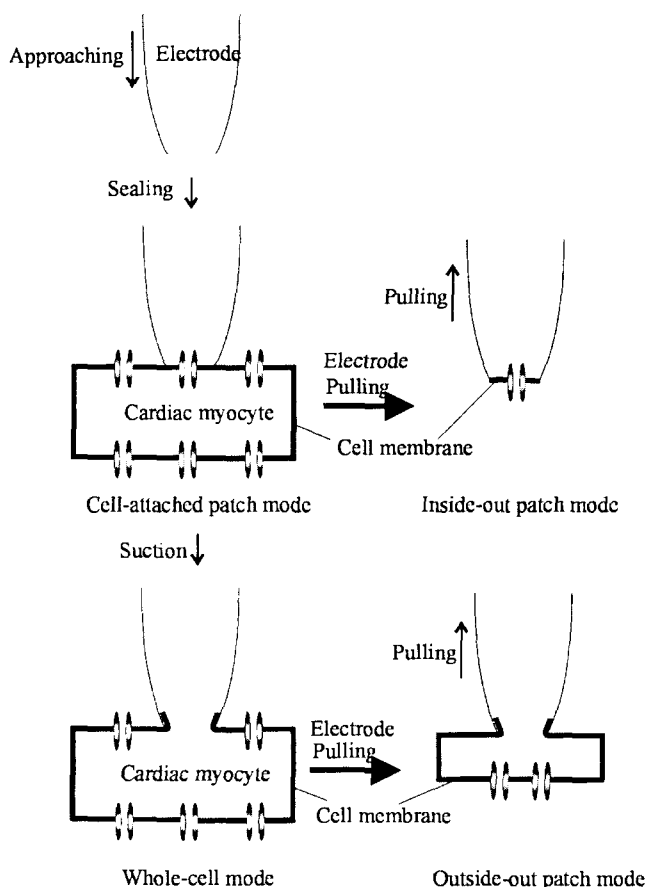 Approaching
Electrode
Sealing
Pulling
Electrode
Pulling
Cardiac myocyte
Cell membrane
Cell-attached patch mode
Inside-out patch mode
Suction
Pulling
Electrode
Pulling
Cardiac myocyte
Cell membrane
Whole-cell mode
Outside-out patch mode